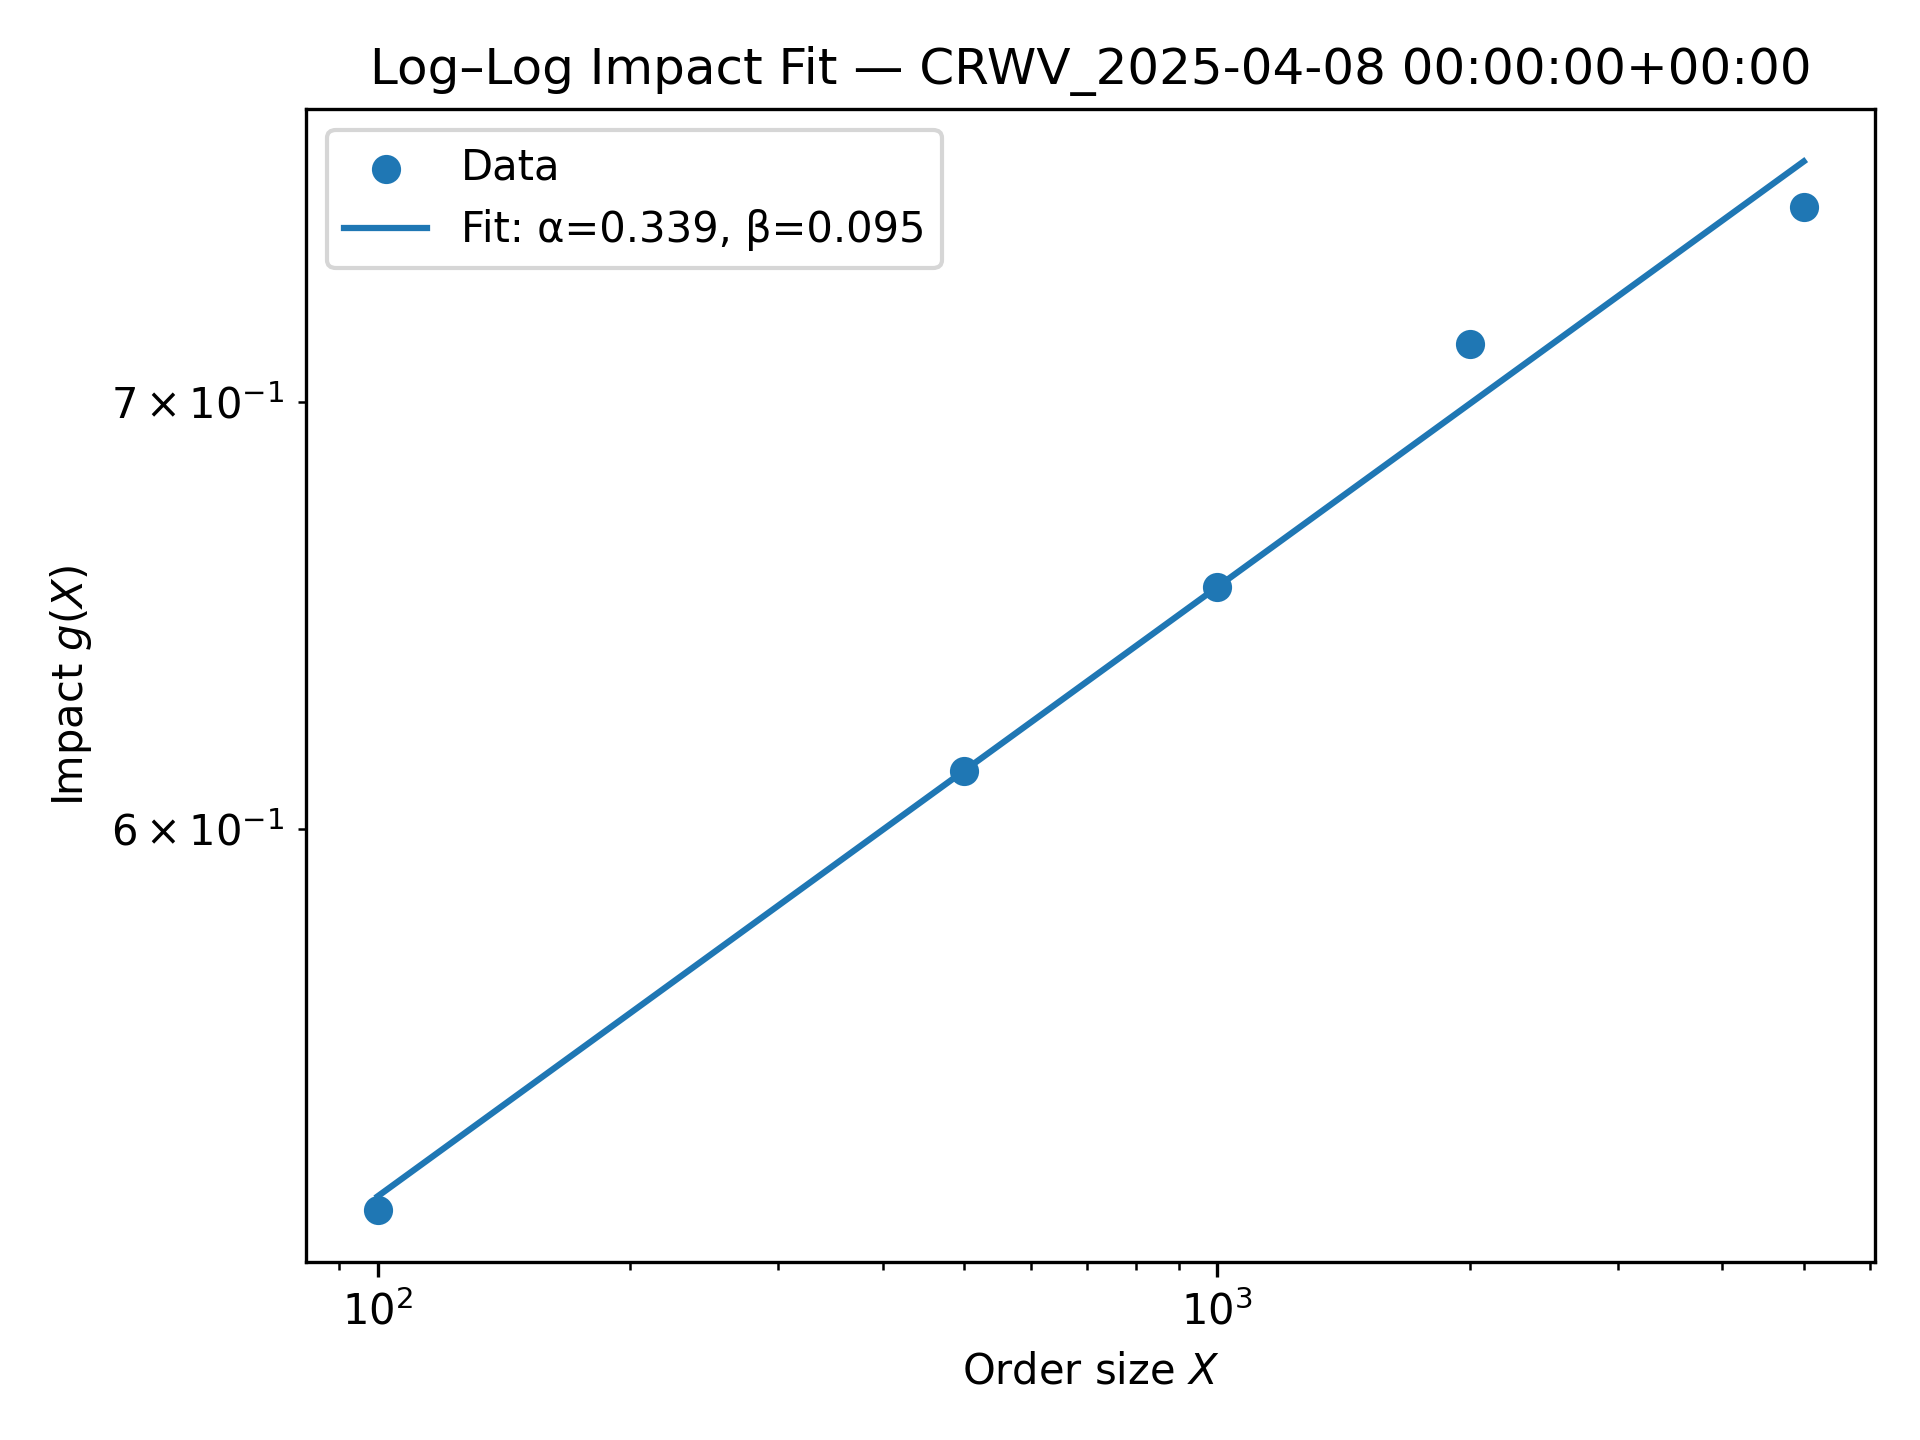 Log–Log Impact Fit — CRWV_2025-04-08 00:00:00+00:00
Data
Fit: α=0.339, β=0.095
7 × 10⁻¹
6 × 10⁻¹
Impact g(X)
10² 10³
Order size X